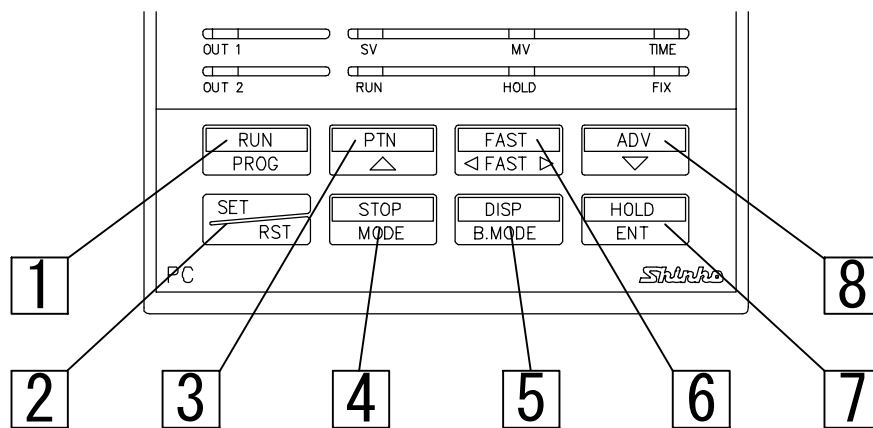 OUT 1 SV MV TIME
OUT 2 RUN HOLD FIX
RUN PTN FAST ADV
PROG △ ◁ FAST ▷ ▽
SET STOP DISP HOLD
RST MODE B.MODE ENT
1 PC Shinko 8
2 3 4 5 6 7